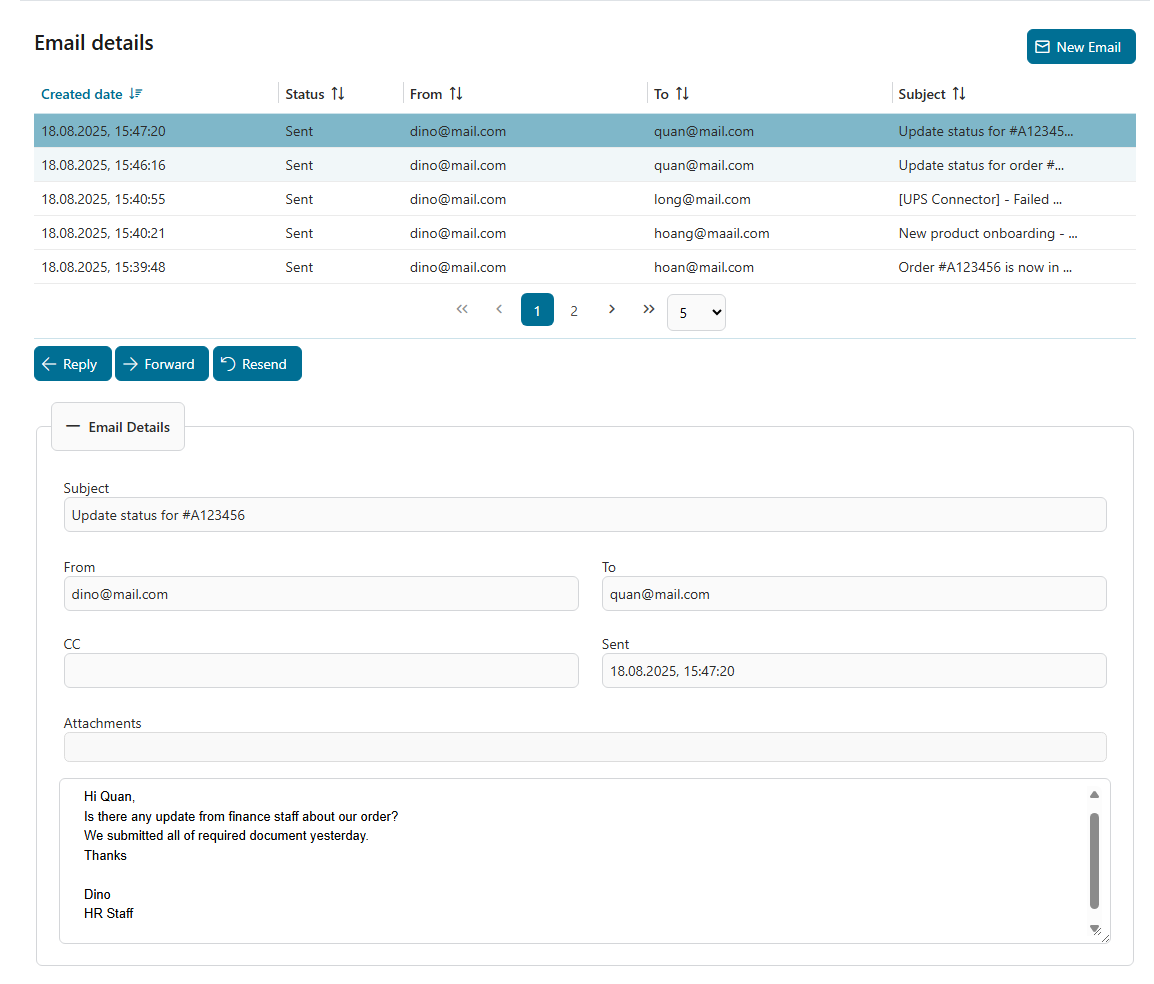 Email details
New Email
Created date Status From To Subject
18.08.2025, 15:47:20 Sent dino@mail.com quan@mail.com Update status for #A12345...
18.08.2025, 15:46:16 Sent dino@mail.com quan@mail.com Update status for order #...
18.08.2025, 15:40:55 Sent dino@mail.com long@mail.com [UPS Connector] - Failed ...
18.08.2025, 15:40:21 Sent dino@mail.com hoang@maail.com New product onboarding - ...
18.08.2025, 15:39:48 Sent dino@mail.com hoan@mail.com Order #A123456 is now in ...
1 2 5
Reply Forward Resend
Email Details
Subject
Update status for #A123456
From To
dino@mail.com quan@mail.com
CC Sent
18.08.2025, 15:47:20
Attachments
Hi Quan,
Is there any update from finance staff about our order?
We submitted all of required document yesterday.
Thanks
Dino
HR Staff